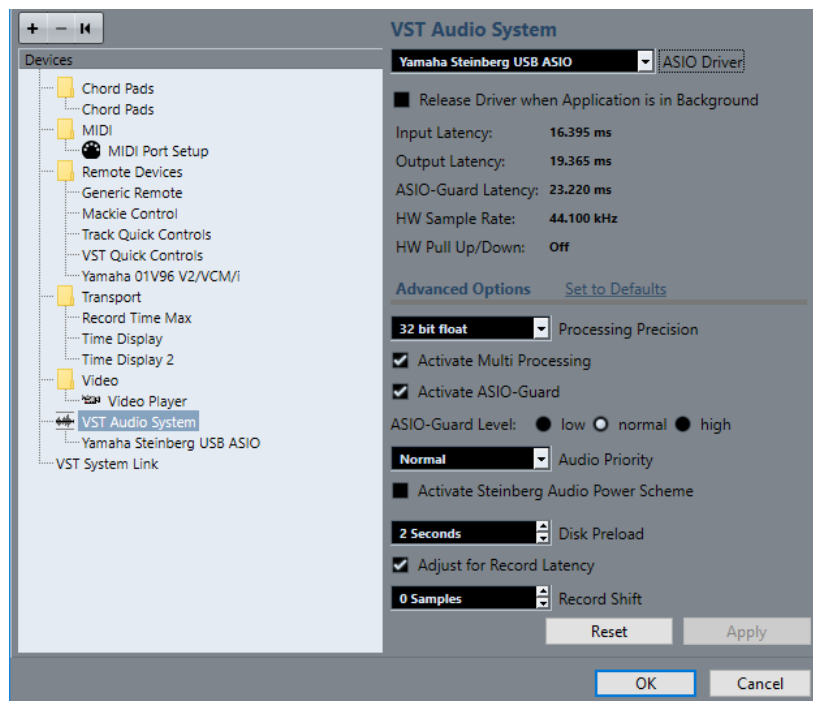 Devices
Chord Pads
Chord Pads
MIDI
MIDI Port Setup
Remote Devices
Generic Remote
Mackie Control
Track Quick Controls
VST Quick Controls
Yamaha 01V96 V2/VCM/i
Transport
Record Time Max
Time Display
Time Display 2
Video
Video Player
VST Audio System
Yamaha Steinberg USB ASIO
VST System Link
VST Audio System
Yamaha Steinberg USB ASIO ASIO Driver
Release Driver when Application is in Background
Input Latency: 16.395 ms
Output Latency: 19.365 ms
ASIO-Guard Latency: 23.220 ms
HW Sample Rate: 44.100 kHz
HW Pull Up/Down: Off
Advanced Options Set to Defaults
32 bit float Processing Precision
Activate Multi Processing
Activate ASIO-Guard
ASIO-Guard Level: low normal high
Normal Audio Priority
Activate Steinberg Audio Power Scheme
2 Seconds Disk Preload
Adjust for Record Latency
0 Samples Record Shift
Reset Apply
OK Cancel